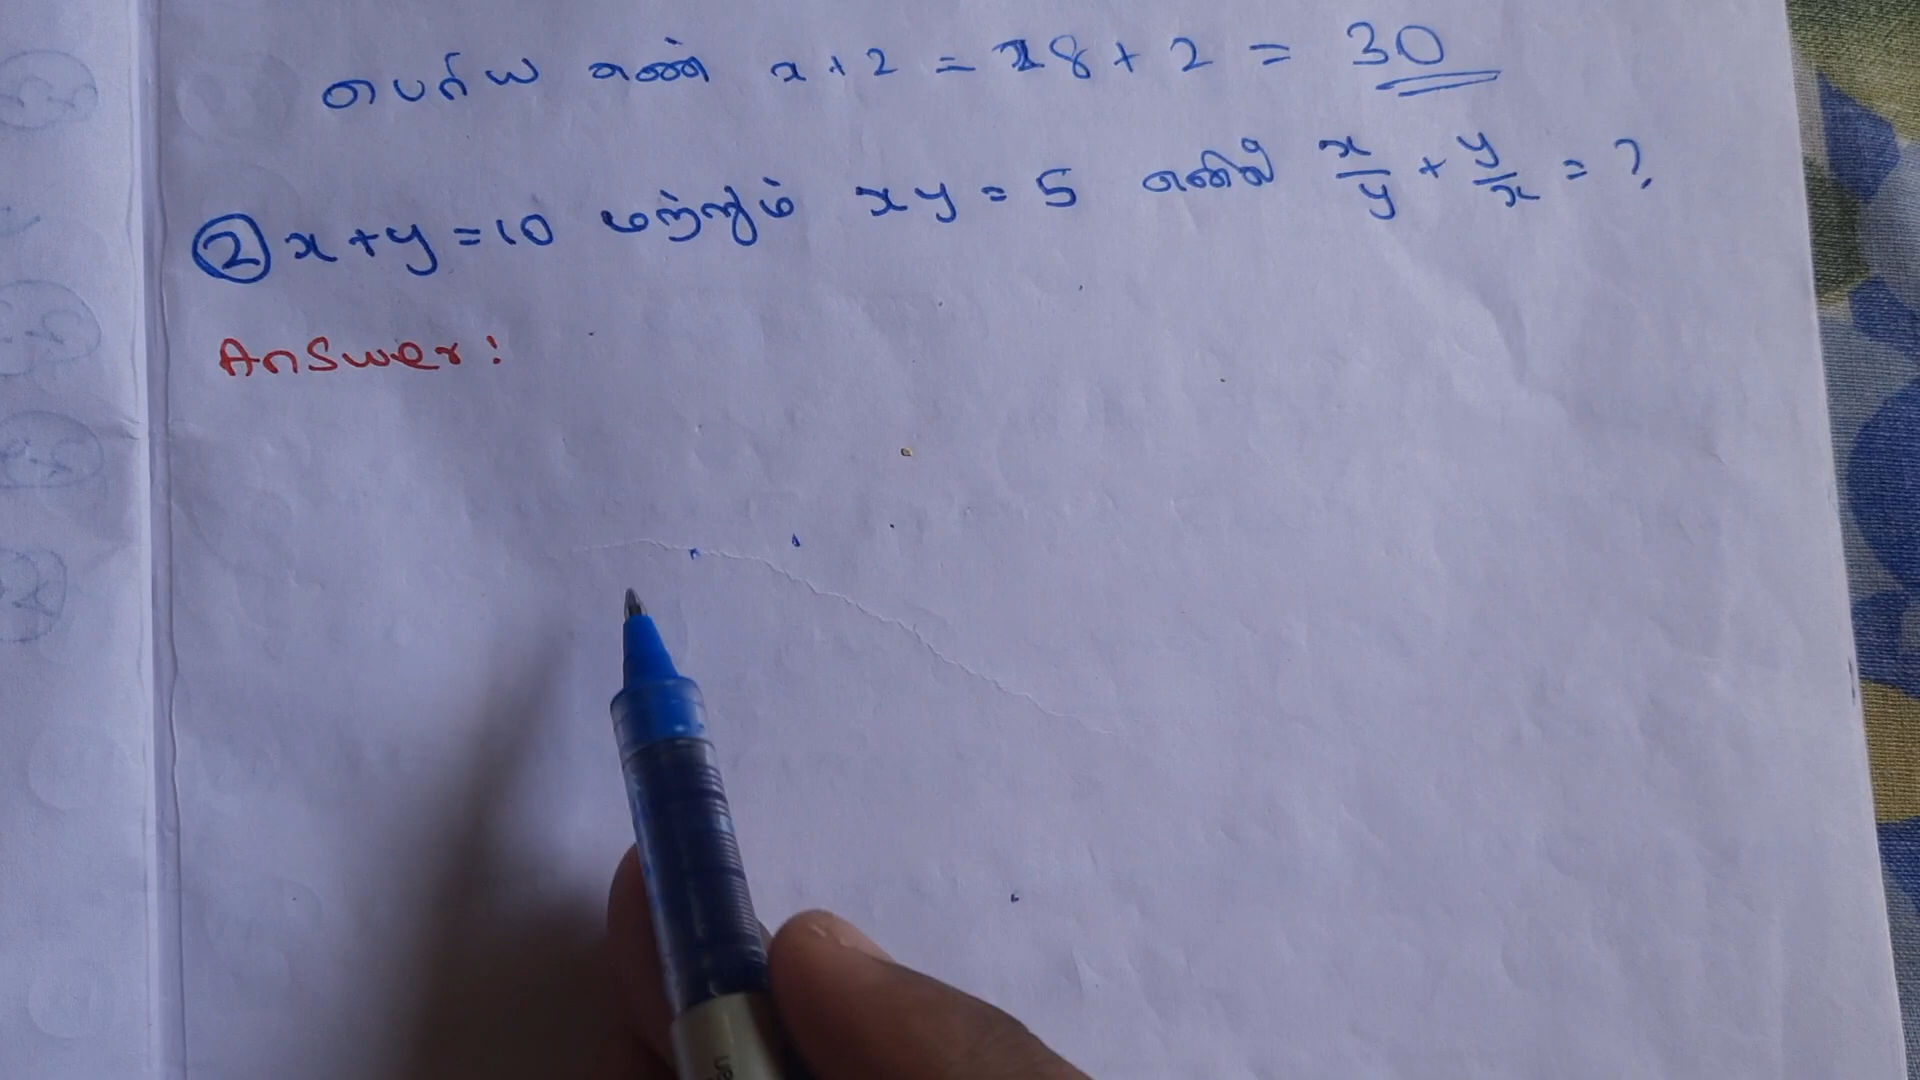 பெரிய எண் x + 2 = 28 + 2 = 30
② x + y = 10 மற்றும் xy = 5 எனில் x/y + y/x = ?
Answer :